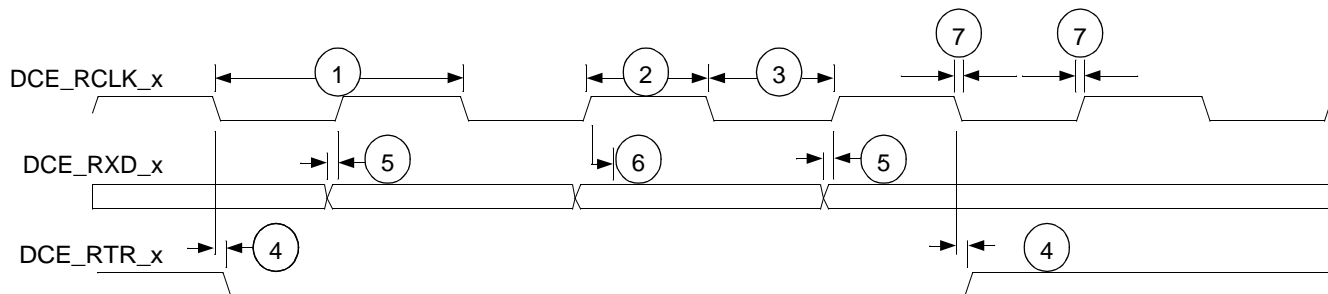 7 7
DCE_RCLK_x 1 2 3
DCE_RXD_x 5 6 5
DCE_RTR_x 4 4